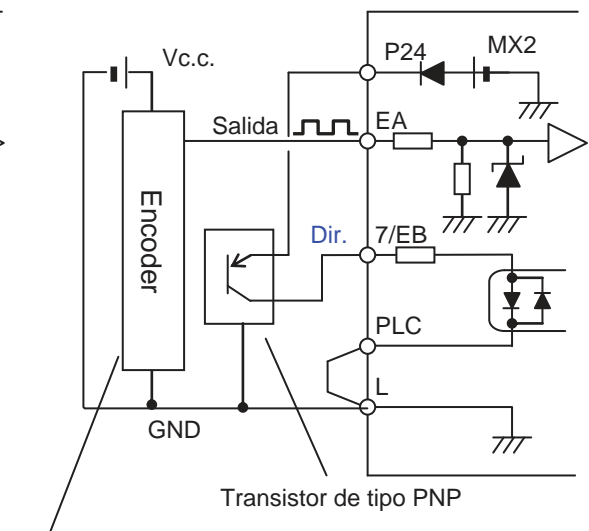 Vc.c.
P24
MX2
Salida
EA
Encoder
Dir.
7/EB
PLC
L
GND
Transistor de tipo PNP